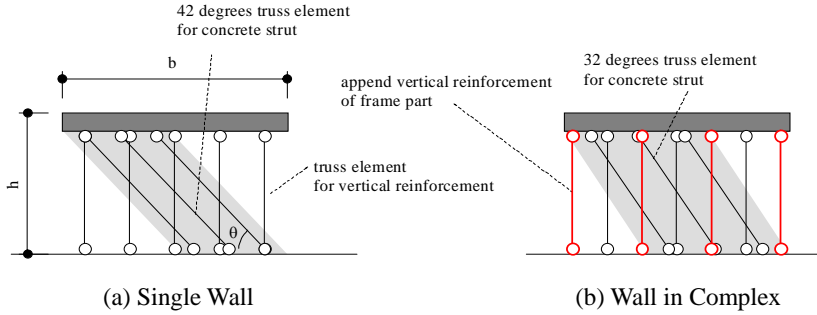 42 degrees truss element
for concrete strut
b
h
θ
truss element
for vertical reinforcement
(a) Single Wall
32 degrees truss element
for concrete strut
append vertical reinforcement
of frame part
(b) Wall in Complex